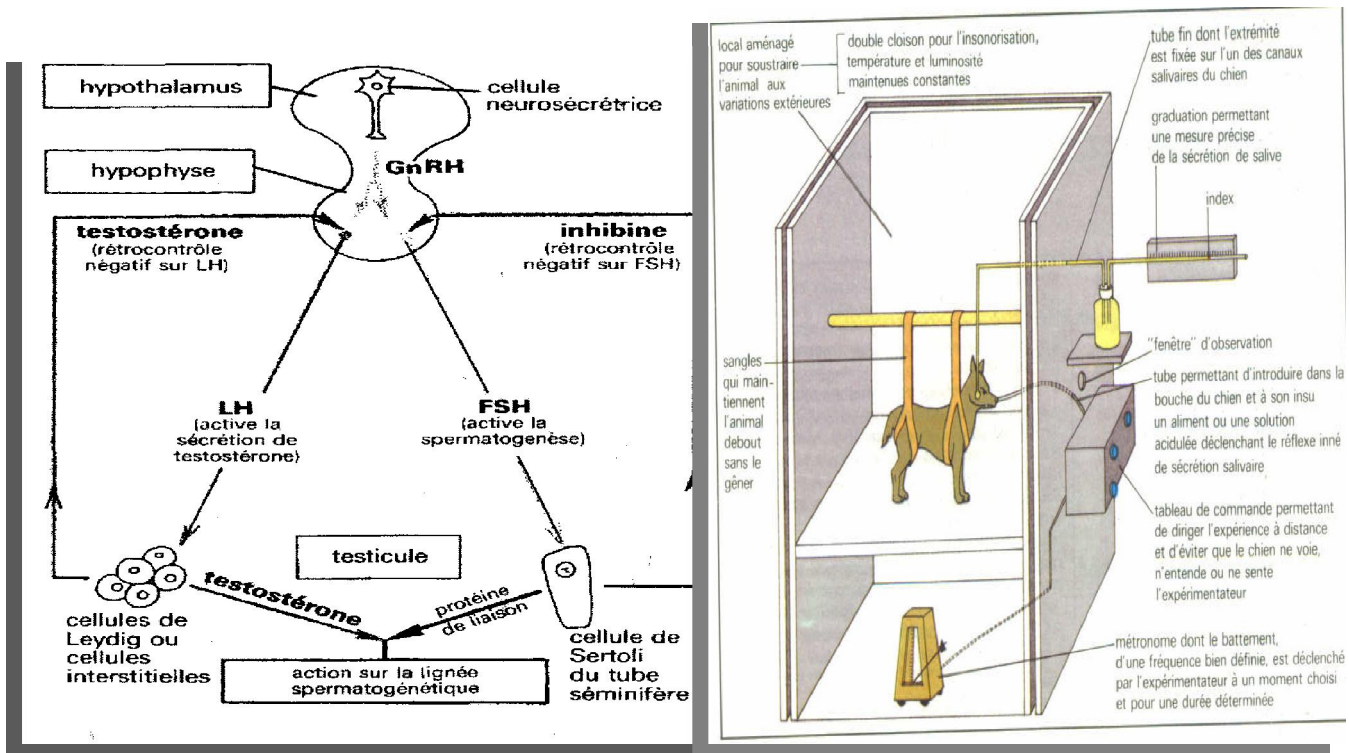 hypothalamus
cellule
neurosécrétrice
hypophyse
GnRH
testostérone
(rétrocontrôle
négatif sur LH)
inhibine
(rétrocontrôle
négatif sur FSH)
LH
(active la
sécrétion de
testostérone)
FSH
(active la
spermatogenèse)
testicule
testostérone
protéine
de liaison
cellules de
Leydig ou
cellules
interstitielles
cellule de
Sertoli
du tube
séminifère
action sur la lignée
spermatogénétique
local aménagé
pour soustraire
l'animal aux
variations extérieures
double cloison pour l'insonorisation,
température et luminosité
maintenues constantes
tube fin dont l'extrémité
est fixée sur l'un des canaux
salivaires du chien
graduation permettant
une mesure précise
de la sécrétion de salive
index
"fenêtre" d'observation
sangles
qui main-
tiennent
l'animal
debout
sans le
gêner
tube permettant d'introduire dans la
bouche du chien et à son insu
un aliment ou une solution
acidulée déclenchant le réflexe inné
de sécrétion salivaire
tableau de commande permettant
de diriger l'expérience à distance
et d'éviter que le chien ne voie,
n'entende ou ne sente
l'expérimentateur
métronome dont le battement,
d'une fréquence bien définie, est déclenché
par l'expérimentateur à un moment choisi
et pour une durée déterminée